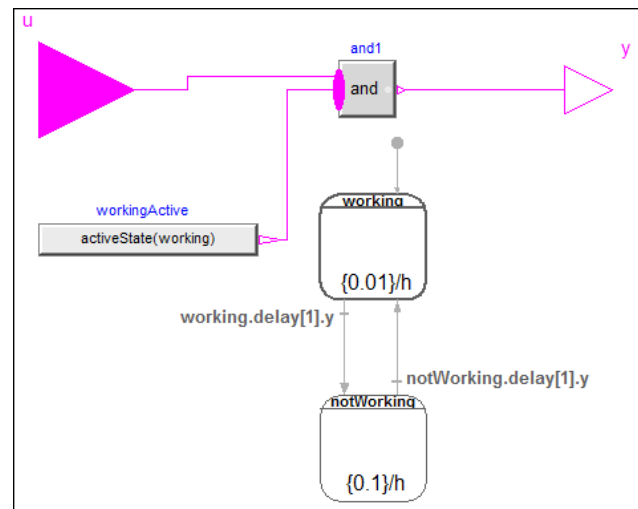 u
y
and1
and
workingActive
activeState(working)
working
{0.01}/h
working.delay[1].y
notWorking.delay[1].y
notWorking
{0.1}/h